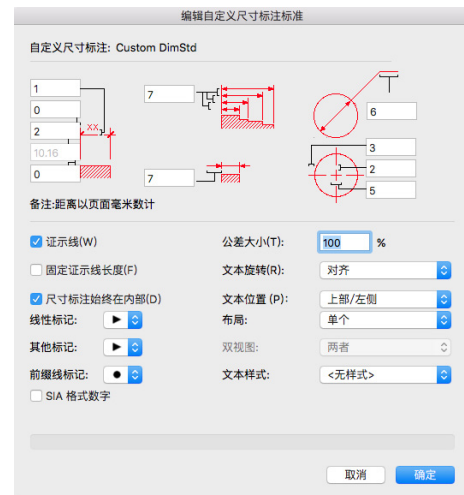 编辑自定义尺寸标注标准
自定义尺寸标注: Custom DimStd
1
7
0
6
2
XX
10.16
3
0
7
2
5
备注:距离以页面毫米数计
证示线(W)
公差大小(T): 100 %
固定证示线长度(F)
文本旋转(R): 对齐
尺寸标注始终在内部(D)
文本位置 (P): 上部/左侧
线性标记:
布局: 单个
其他标记:
双视图: 两者
前缀线标记:
文本样式: <无样式>
SIA 格式数字
取消 确定